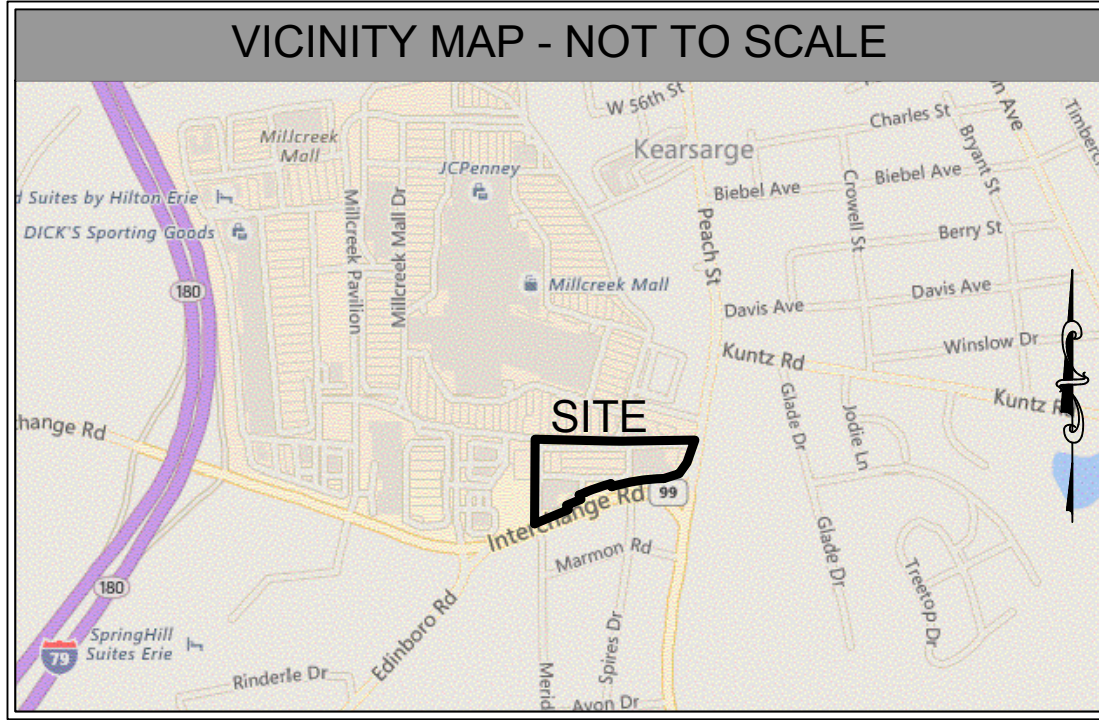 VICINITY MAP - NOT TO SCALE
W 56th St
Charles St
Bryant St
n Ave
Timberc
Millcreek
Mall
JCPenney
Kearsarge
Biebel Ave
Biebel Ave
Crowell St
d Suites by Hilton Erie
DICK'S Sporting Goods
Millcreek Pavilion
Millcreek Mall Dr
Peach St
Berry St
180
Millcreek Mall
Davis Ave
Davis Ave
Winslow Dr
Kuntz Rd
Kuntz R
Glade Dr
Jodie Ln
change Rd
SITE
99
Interchange Rd
Marmon Rd
Glade Dr
Treetop Dr
180
Edinboro Rd
Spires Dr
SpringHill
Suites Erie
79
Rinderle Dr
Merid
Avon Dr